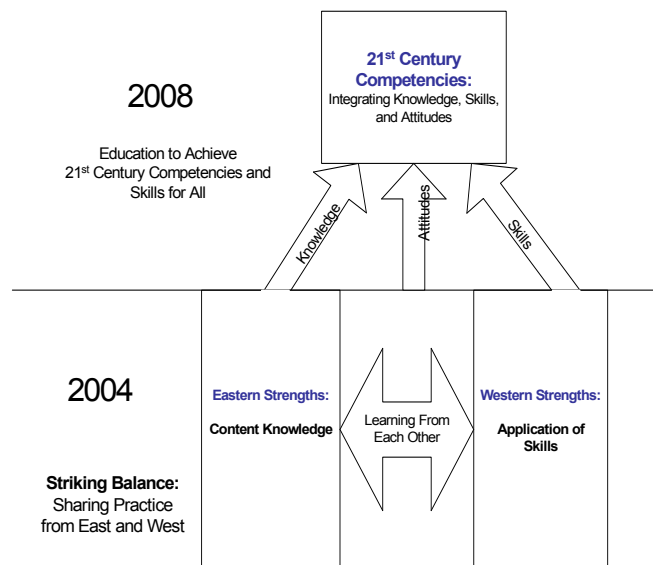 2008
Education to Achieve
21st Century Competencies and
Skills for All
21st Century
Competencies:
Integrating Knowledge, Skills,
and Attitudes
Knowledge
Attitudes
Skills
2004
Striking Balance:
Sharing Practice
from East and West
Eastern Strengths:
Content Knowledge
Learning From
Each Other
Western Strengths:
Application of
Skills